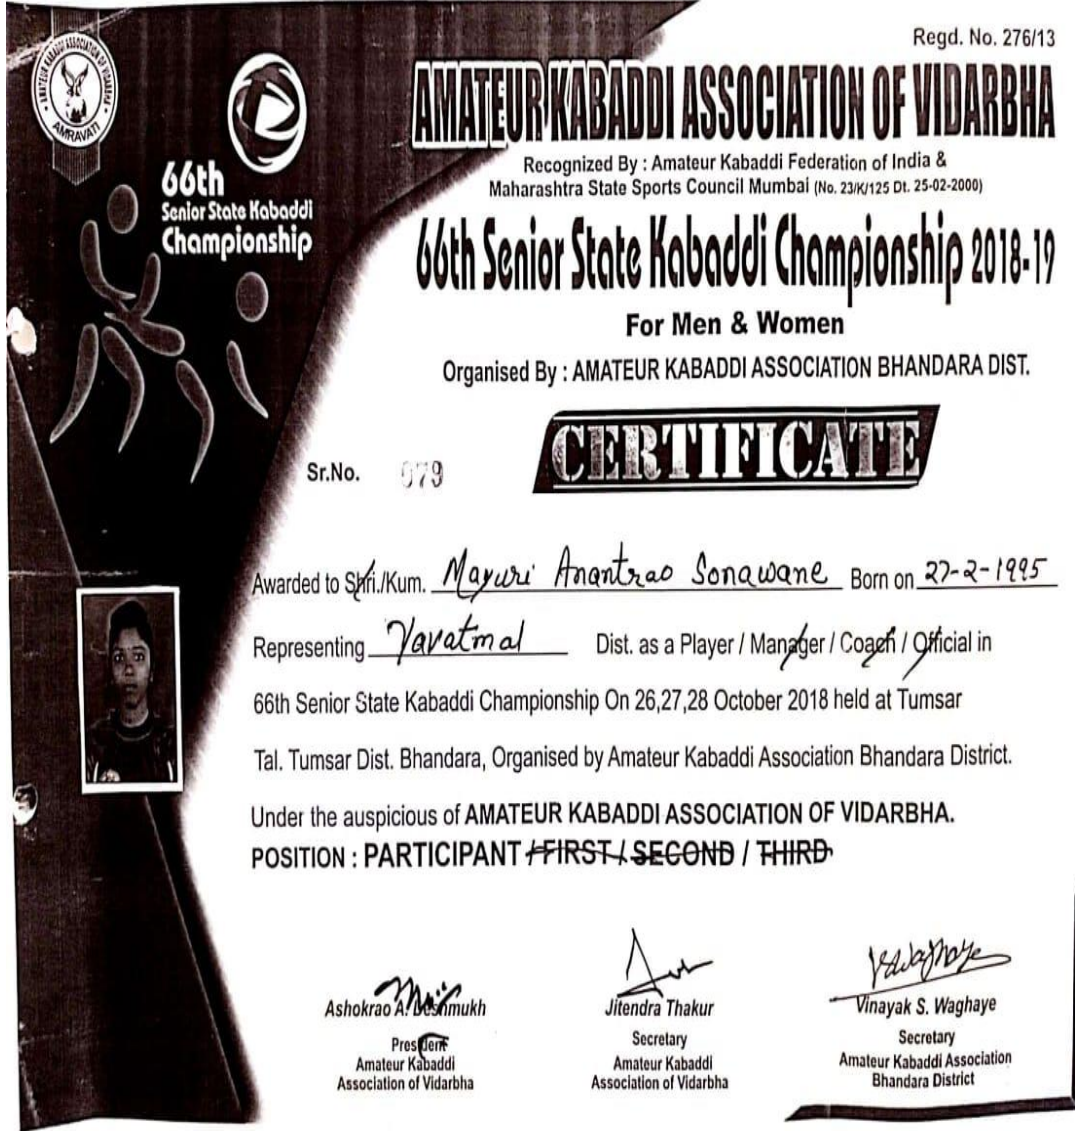 Regd. No. 276/13
AMATEUR KABADDI ASSOCIATION OF VIDARBHA
AMATEUR KABADDI ASSOCIATION OF VIDARBHA
AMRAVATI
Recognized By : Amateur Kabaddi Federation of India &
Maharashtra State Sports Council Mumbai (No. 23/K/125 Dt. 25-02-2000)
66th
Senior State Kabaddi
Championship
66th Senior State Kabaddi Championship 2018-19
For Men & Women
Organised By : AMATEUR KABADDI ASSOCIATION BHANDARA DIST.
CERTIFICATE
Sr.No. 079
Awarded to Shri./Kum. Mayuri Anantrao Sonawane Born on 27-2-1995
Representing Yavatmal Dist. as a Player / Manager / Coach / Official in
66th Senior State Kabaddi Championship On 26,27,28 October 2018 held at Tumsar
Tal. Tumsar Dist. Bhandara, Organised by Amateur Kabaddi Association Bhandara District.
Under the auspicious of AMATEUR KABADDI ASSOCIATION OF VIDARBHA.
POSITION : PARTICIPANT / FIRST / SECOND / THIRD
Ashokrao A. Deshmukh
President
Amateur Kabaddi
Association of Vidarbha
Jitendra Thakur
Secretary
Amateur Kabaddi
Association of Vidarbha
Vinayak S. Waghaye
Secretary
Amateur Kabaddi Association
Bhandara District